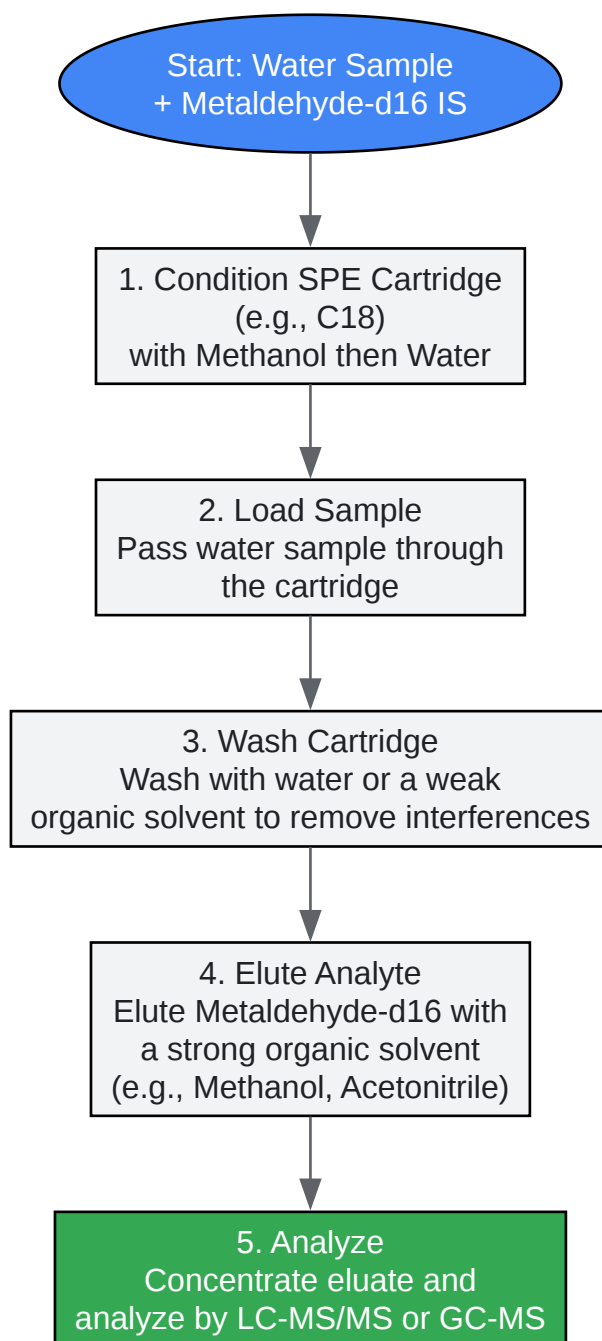 Start: Water Sample
+ Metaldehyde-d16 IS
1. Condition SPE Cartridge
(e.g., C18)
with Methanol then Water
2. Load Sample
Pass water sample through
the cartridge
3. Wash Cartridge
Wash with water or a weak
organic solvent to remove interferences
4. Elute Analyte
Elute Metaldehyde-d16 with
a strong organic solvent
(e.g., Methanol, Acetonitrile)
5. Analyze
Concentrate eluate and
analyze by LC-MS/MS or GC-MS